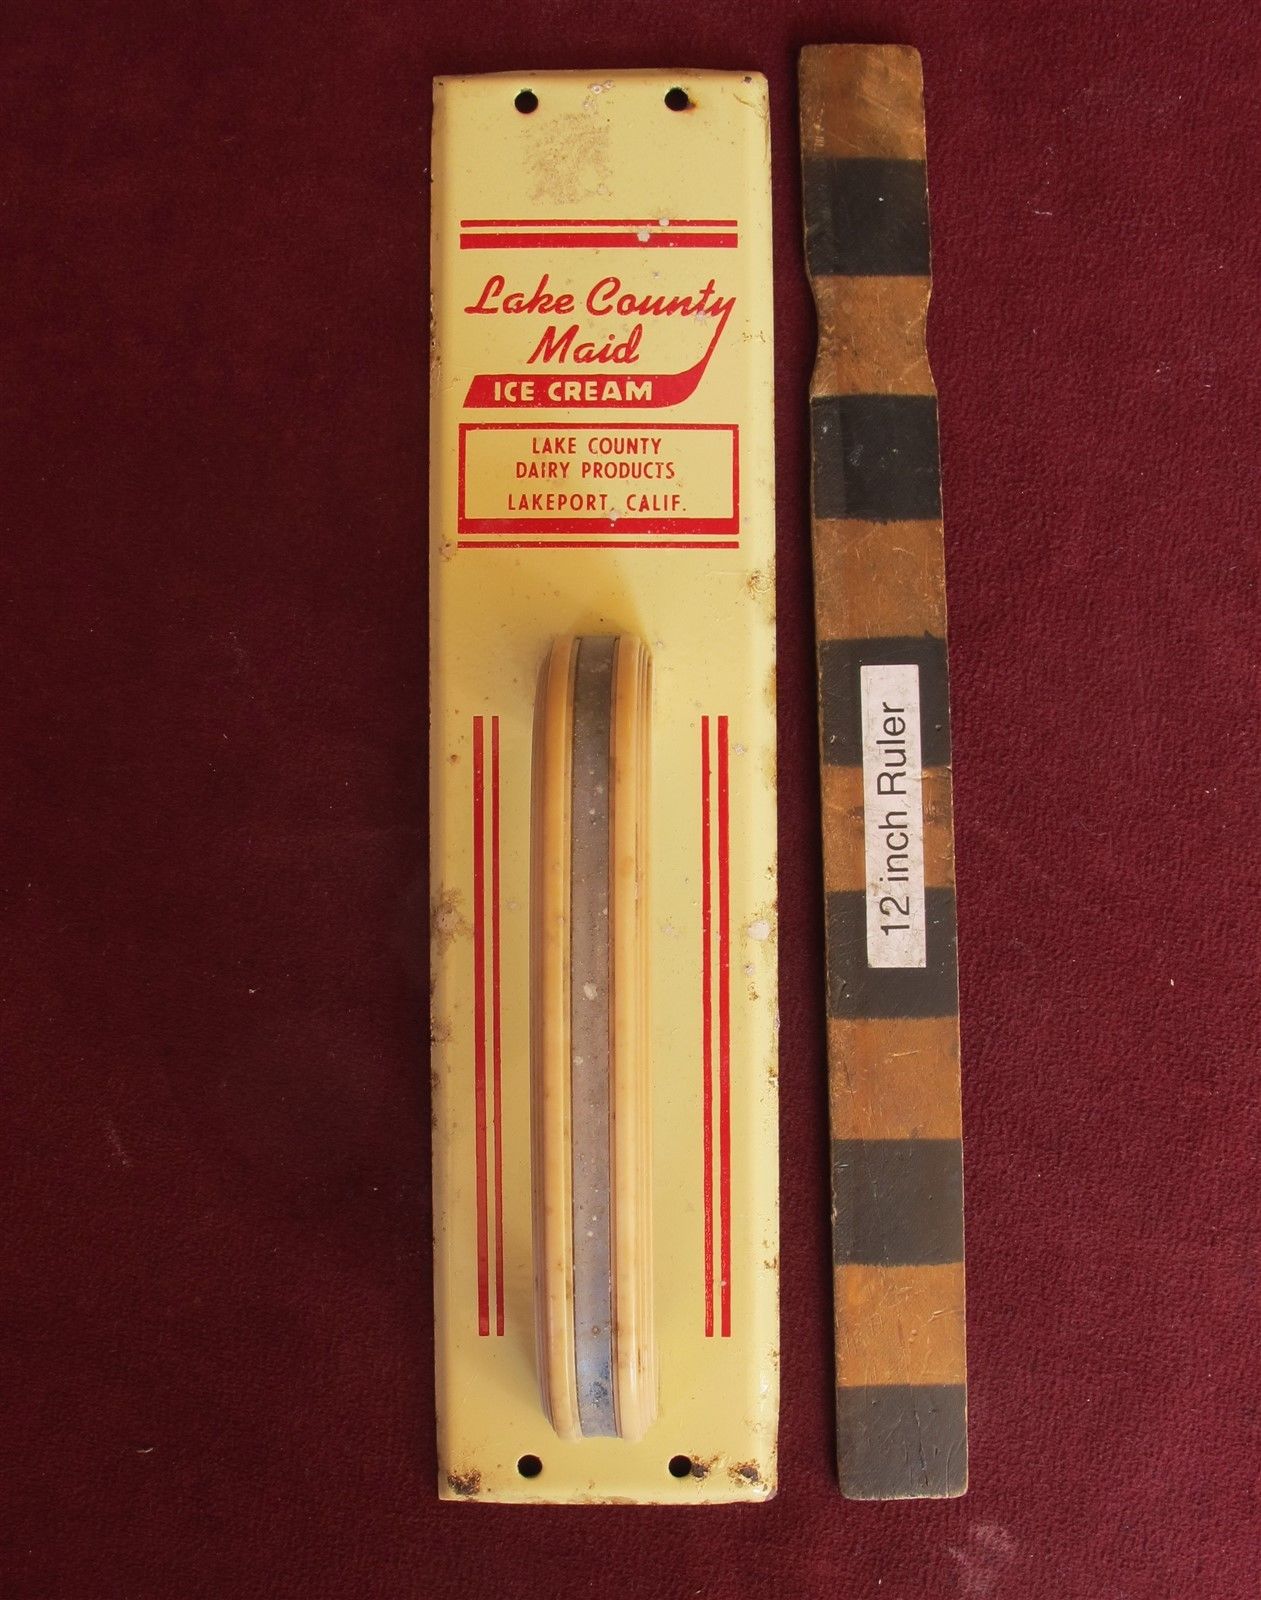 Lake County
Maid
ICE CREAM
LAKE COUNTY
DAIRY PRODUCTS
LAKEPORT, CALIF.
12 inch Ruler